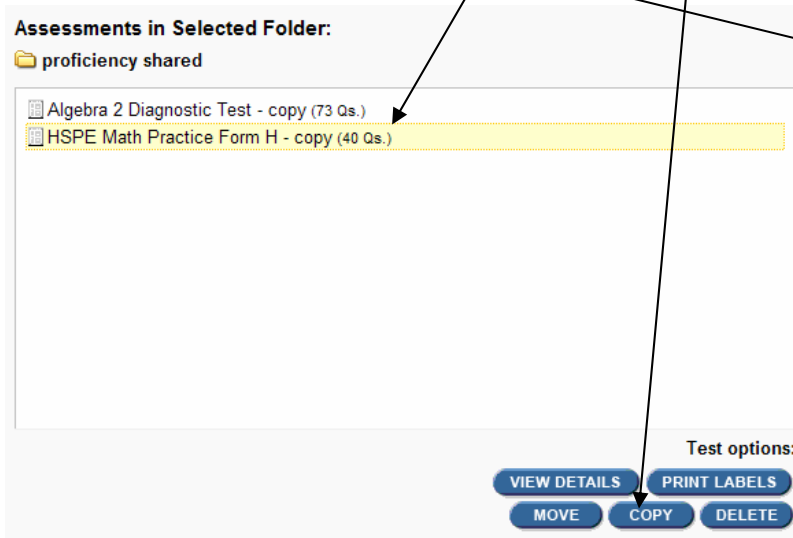 Assessments in Selected Folder:
proficiency shared
Algebra 2 Diagnostic Test - copy (73 Qs.)
HSPE Math Practice Form H - copy (40 Qs.)
Test options:
VIEW DETAILS PRINT LABELS
MOVE COPY DELETE